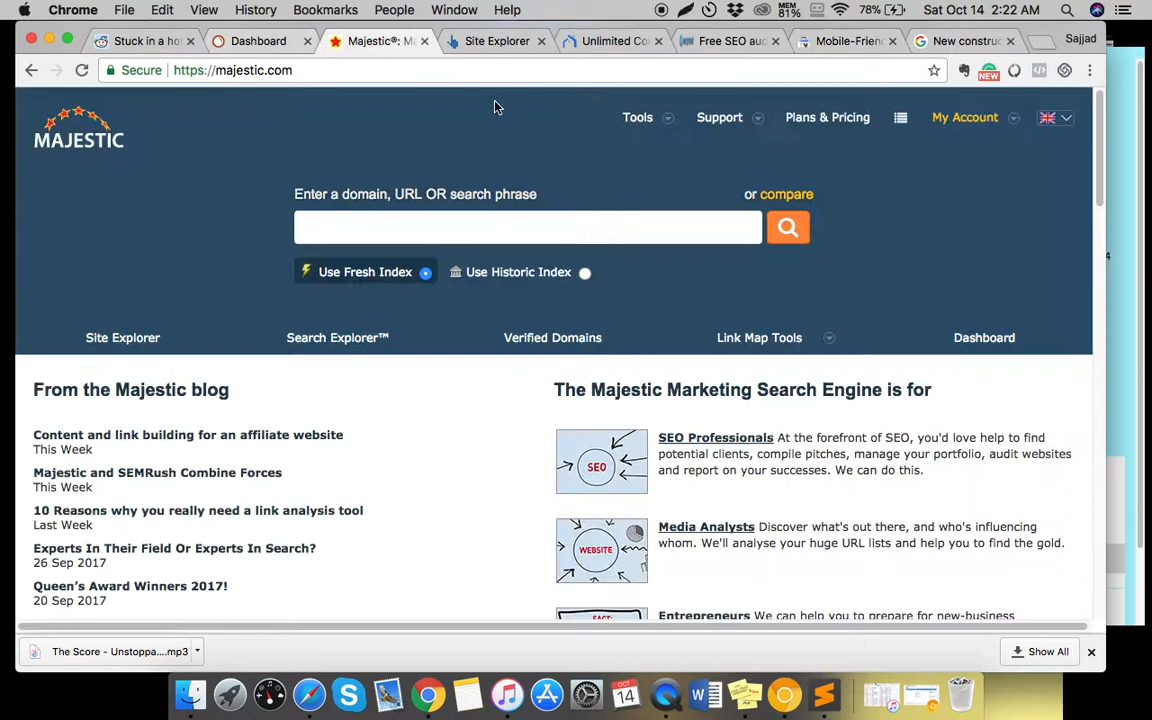 Chrome File Edit View History Bookmarks People Window Help MEM 81% 78% Sat Oct 14 2:22 AM
Stuck in a ho Dashboard Majestic®: Ma Site Explorer Unlimited Co Free SEO au Mobile-Frien New constru Sajjad
Secure https://majestic.com NEW
MAJESTIC
Tools Support Plans & Pricing My Account
Enter a domain, URL OR search phrase or compare
Use Fresh Index Use Historic Index
Site Explorer Search Explorer™ Verified Domains Link Map Tools Dashboard
From the Majestic blog
Content and link building for an affiliate website
This Week
Majestic and SEMRush Combine Forces
This Week
10 Reasons why you really need a link analysis tool
Last Week
Experts In Their Field Or Experts In Search?
26 Sep 2017
Queen's Award Winners 2017!
20 Sep 2017
The Majestic Marketing Search Engine is for
SEO
SEO Professionals At the forefront of SEO, you'd love help to find
potential clients, compile pitches, manage your portfolio, audit websites
and report on your successes. We can do this.
WEBSITE
Media Analysts Discover what's out there, and who's influencing
whom. We'll analyse your huge URL lists and help you to find the gold.
Entrepreneurs We can help you to prepare for new-business
The Score - Unstoppa....mp3 Show All
OCT
14